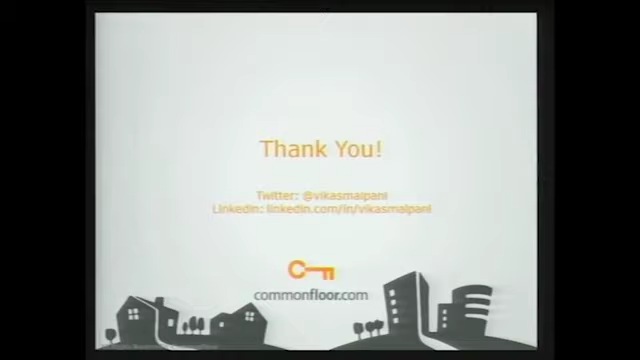 Thank You!
Twitter: @vikasmalpani
LinkedIn: linkedin.com/in/vikasmalpani
commonfloor.com